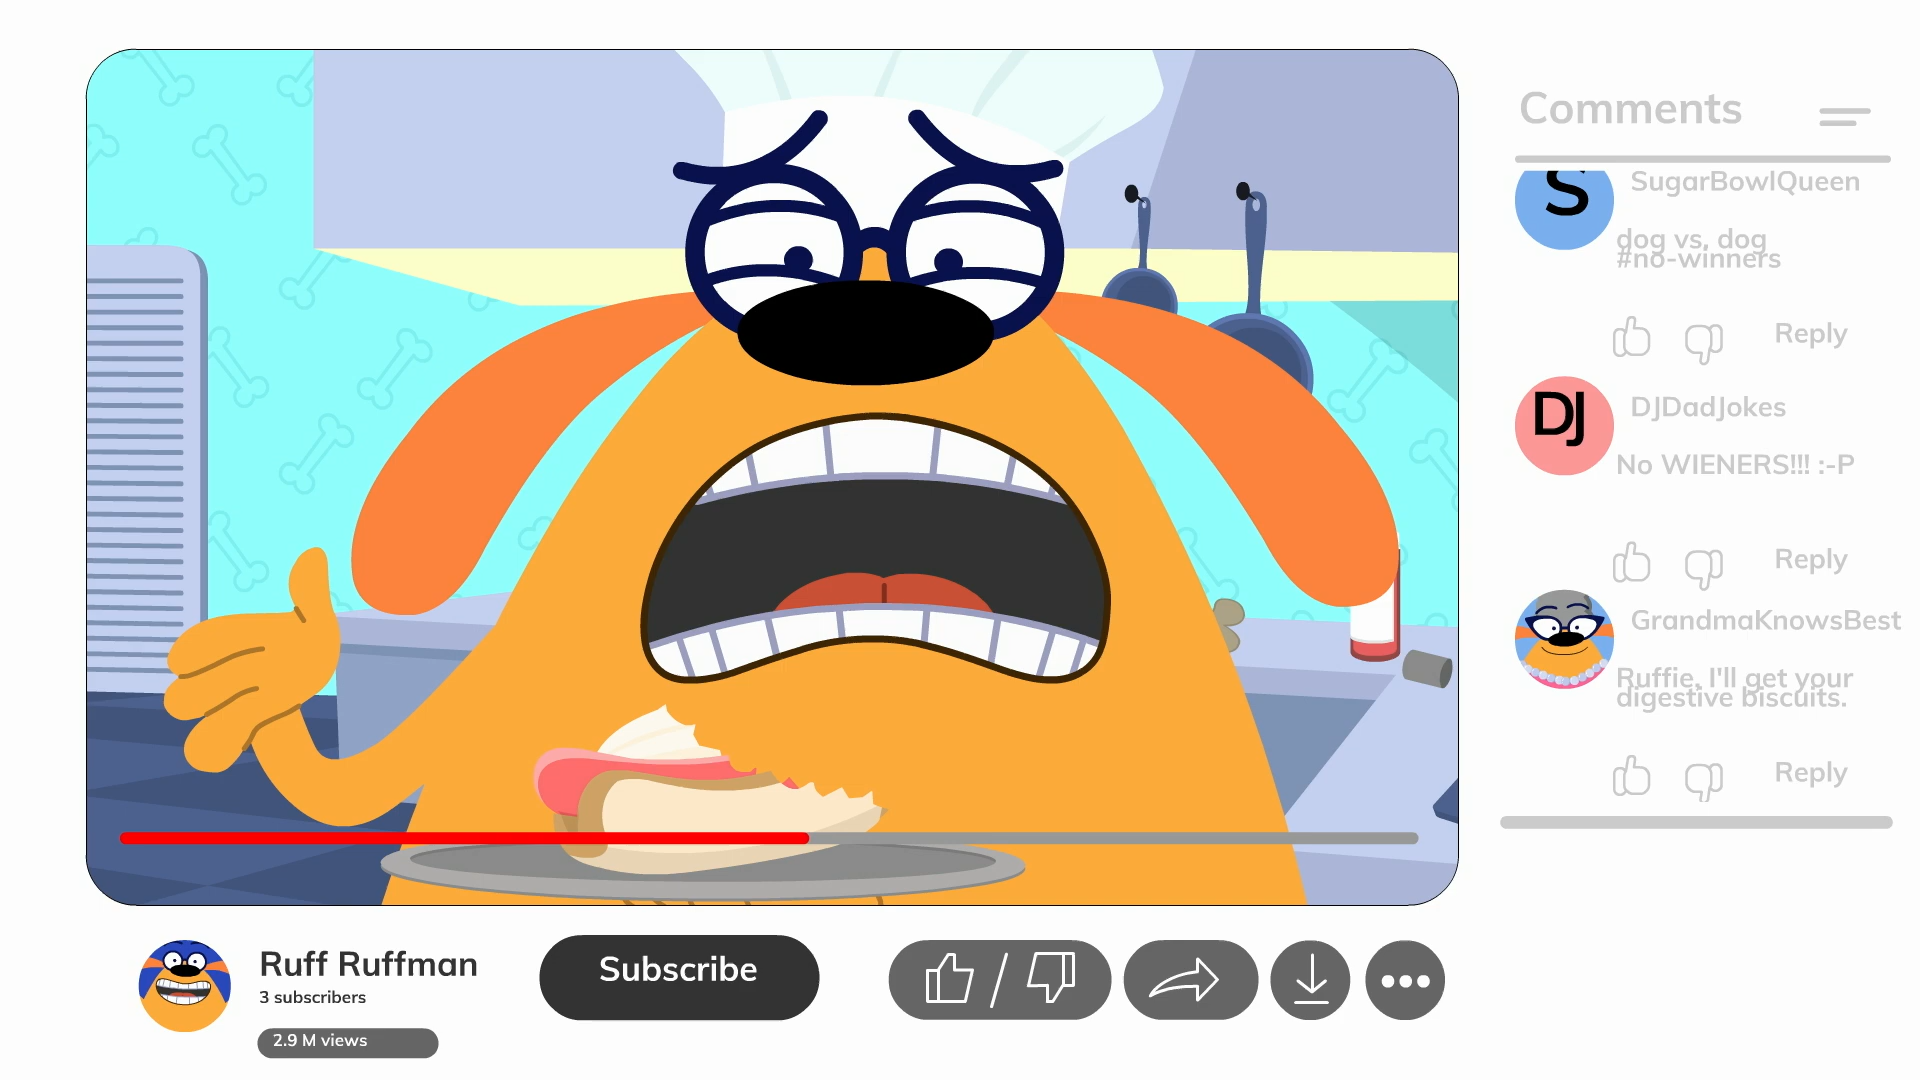 Comments
S
SugarBowlQueen
dog vs. dog
#no-winners
Reply
DJ
DJDadJokes
No WIENERS!!! :-P
Reply
GrandmaKnowsBest
Ruffie, I'll get your
digestive biscuits.
Reply
Ruff Ruffman
3 subscribers
2.9 M views
Subscribe